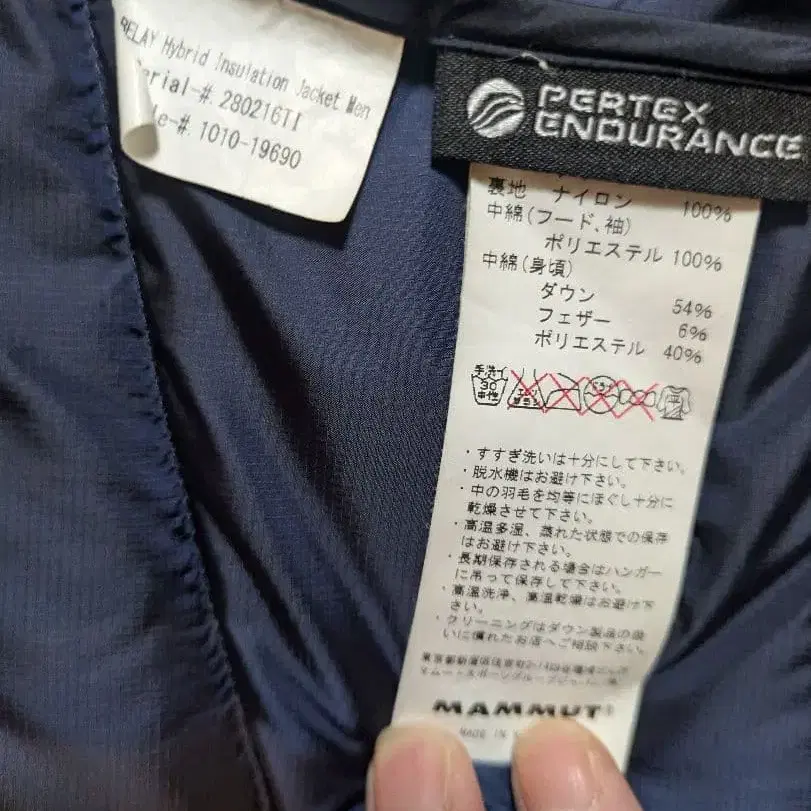 RELAY Hybrid Insulation Jacket Men
erial-# 280216TI
le-# 1010-19690
PERTEX
ENDURANCE
裏地 ナイロン 100%
中綿(フード、袖)
ポリエステル 100%
中綿(身頃)
ダウン 54%
フェザー 6%
ポリエステル 40%
手洗イ
30
中性
・すすぎ洗いは十分にして下さい。
・脱水機はお避け下さい。
・中の羽毛を均等にほぐし十分に
乾燥させて下さい。
・高温多湿、蒸れた状態での保存
はお避け下さい。
・長期保存される場合はハンガー
に吊って保存して下さい。
・高温洗浄、高温乾燥はお避け下
さい。
・クリーニングはダウン製品の扱
いに慣れたお店へご相談下さい。
MAMMUT
MADE IN